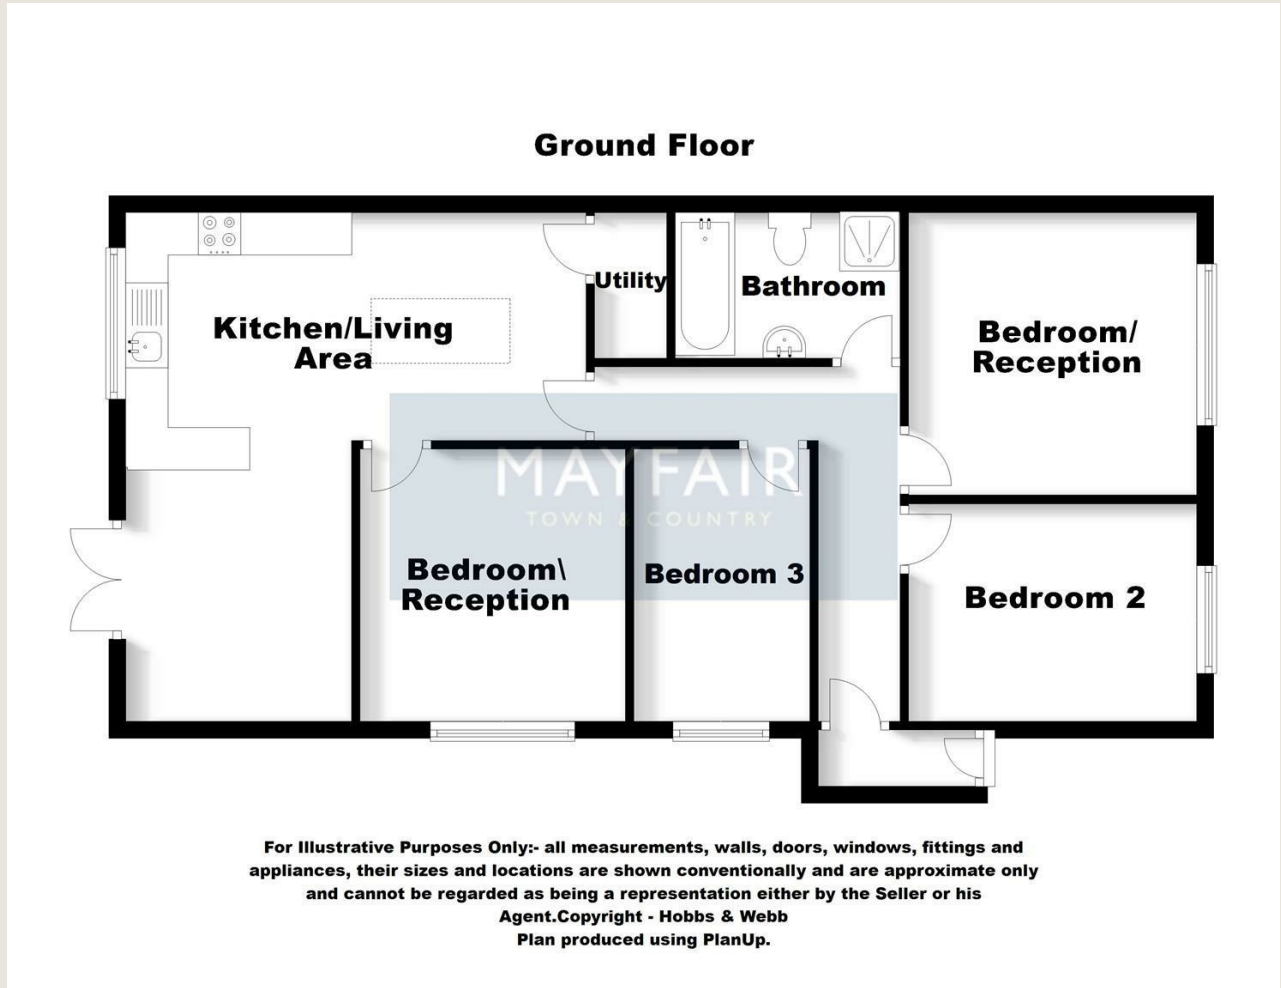 Ground Floor
Utility
Bathroom
Kitchen/Living
Area
Bedroom/
Reception
MAYFAIR
TOWN & COUNTRY
Bedroom\
Reception
Bedroom 3
Bedroom 2
For Illustrative Purposes Only:- all measurements, walls, doors, windows, fittings and
appliances, their sizes and locations are shown conventionally and are approximate only
and cannot be regarded as being a representation either by the Seller or his
Agent.Copyright - Hobbs & Webb
Plan produced using PlanUp.